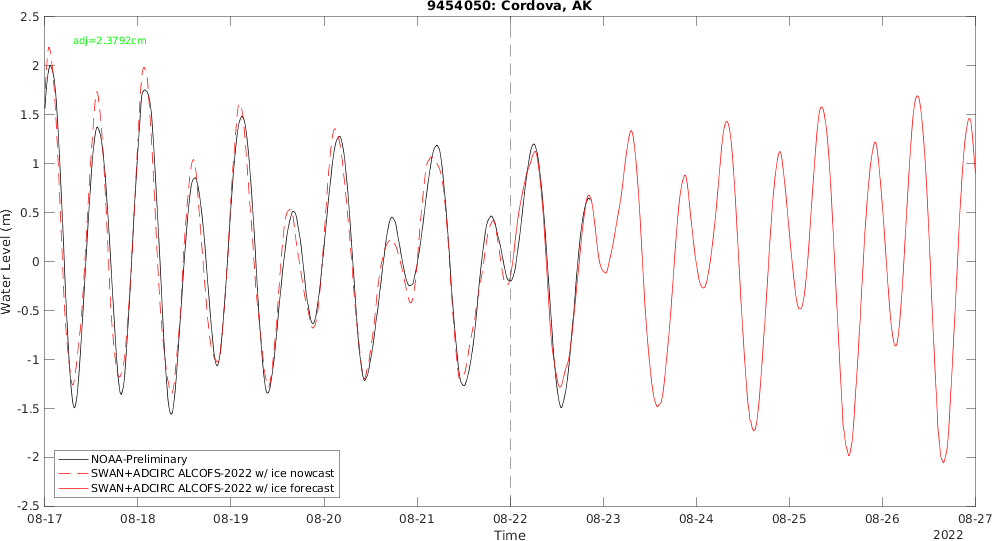 9454050: Cordova, AK
adj=2.3792cm
Water Level (m)
2.5
2
1.5
1
0.5
0
-0.5
-1
-1.5
-2
-2.5
NOAA-Preliminary
SWAN+ADCIRC ALCOFS-2022 w/ ice nowcast
SWAN+ADCIRC ALCOFS-2022 w/ ice forecast
08-17 08-18 08-19 08-20 08-21 08-22 08-23 08-24 08-25 08-26 08-27
Time
2022